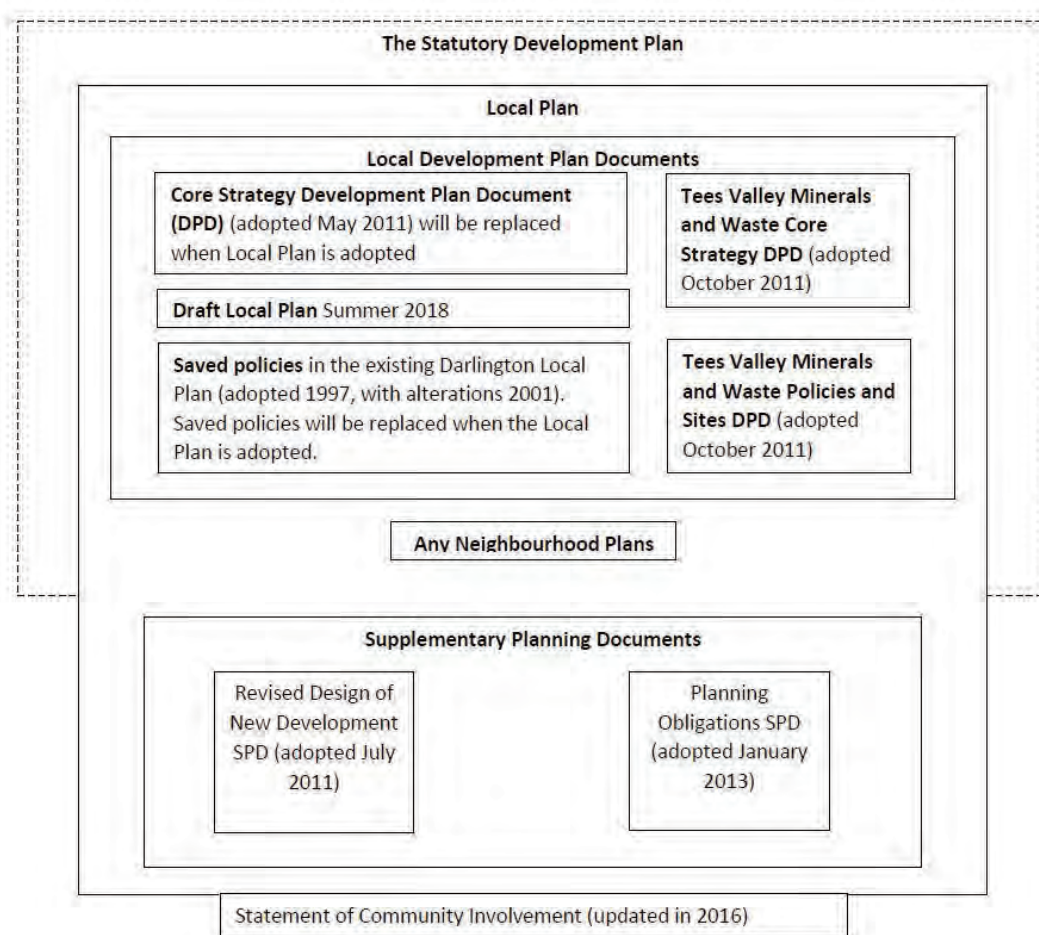 The Statutory Development Plan
Local Plan
Local Development Plan Documents
Core Strategy Development Plan Document
(DPD) (adopted May 2011) will be replaced
when Local Plan is adopted
Draft Local Plan Summer 2018
Saved policies in the existing Darlington Local
Plan (adopted 1997, with alterations 2001).
Saved policies will be replaced when the Local
Plan is adopted.
Tees Valley Minerals
and Waste Core
Strategy DPD (adopted
October 2011)
Tees Valley Minerals
and Waste Policies and
Sites DPD (adopted
October 2011)
Any Neighbourhood Plans
Supplementary Planning Documents
Revised Design of
New Development
SPD (adopted July
2011)
Planning
Obligations SPD
(adopted January
2013)
Statement of Community Involvement (updated in 2016)